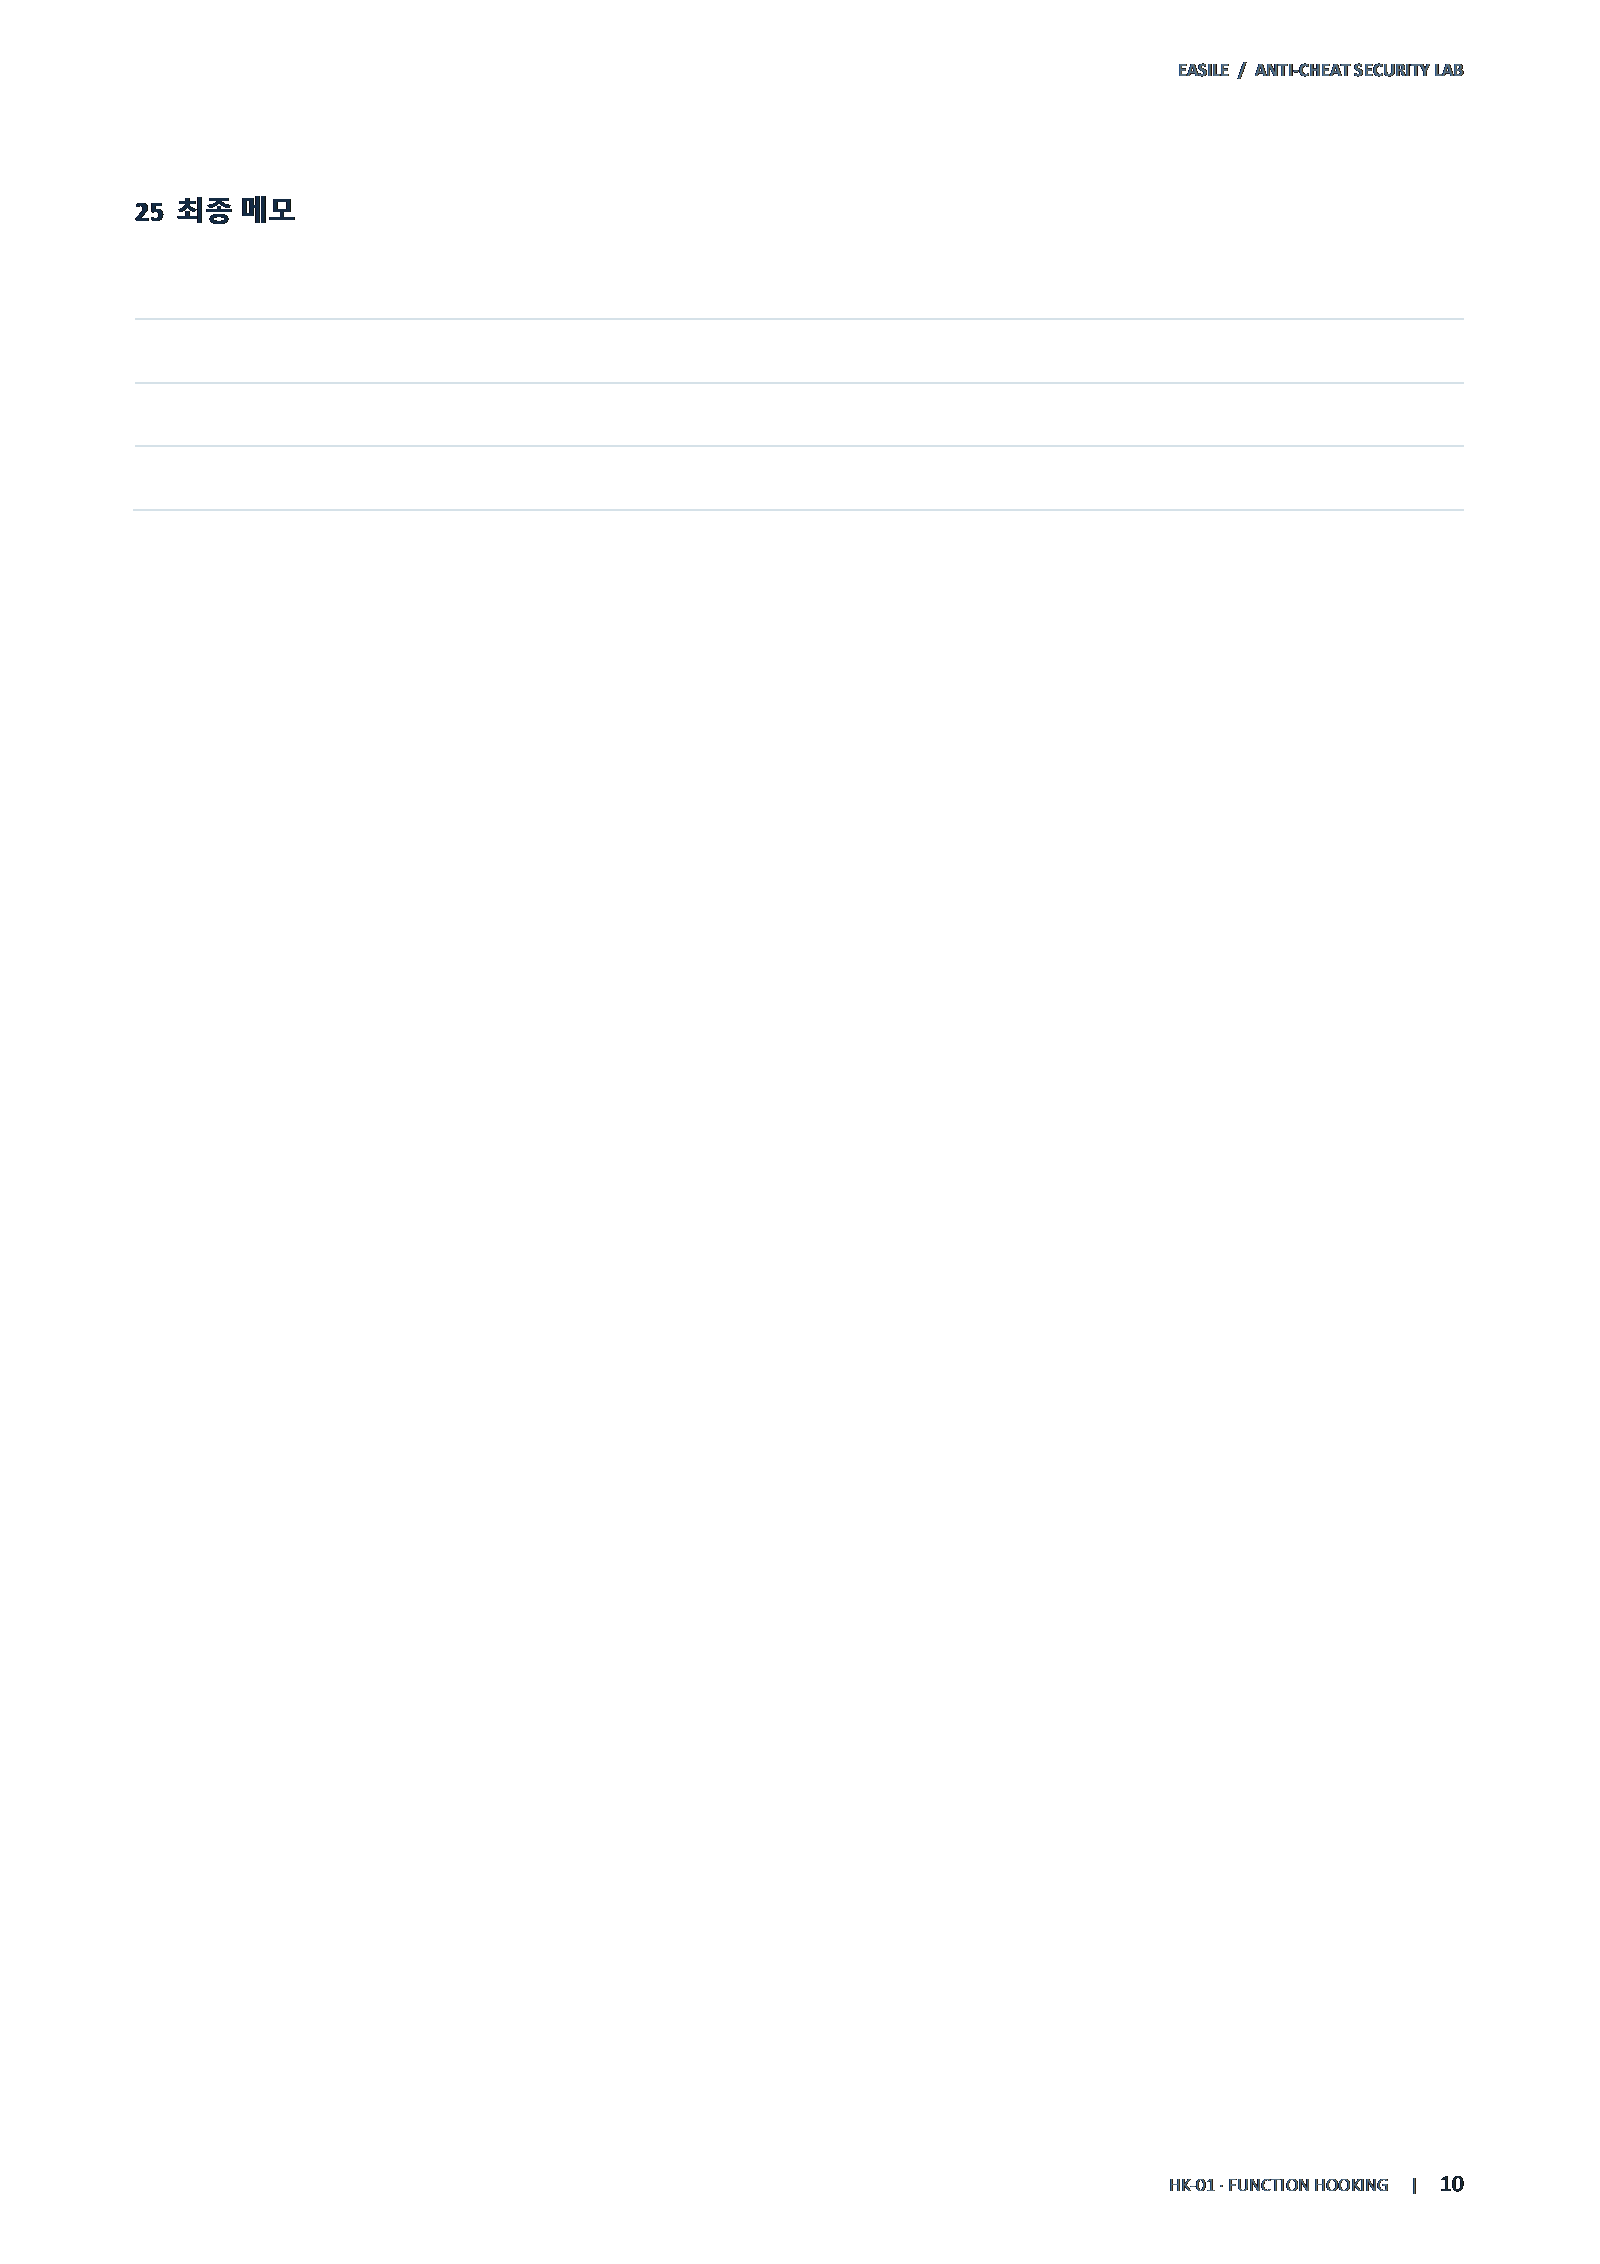 EASILE / ANTI-CHEAT SECURITY LAB
25 최종 메모
HK-01 · FUNCTION HOOKING | 10